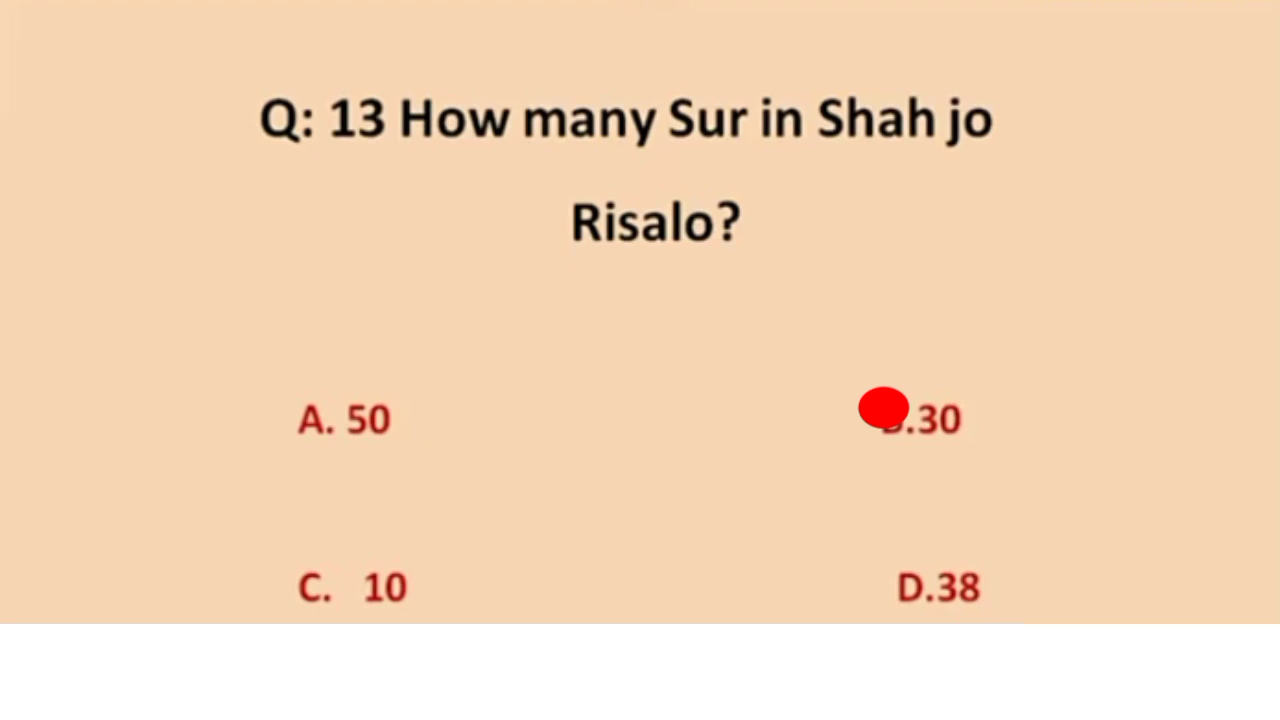 Q: 13 How many Sur in Shah jo
Risalo?
A. 50
B.30
C. 10
D.38